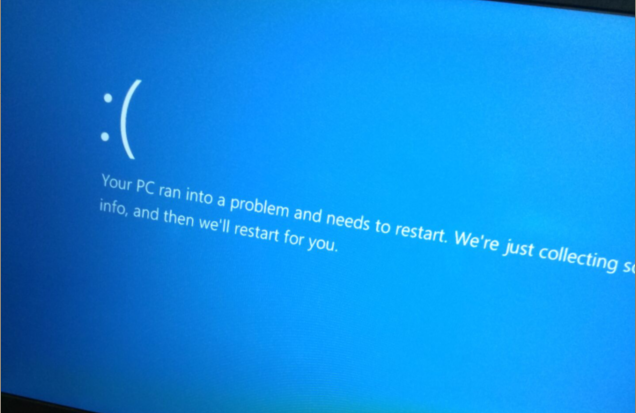 :(
Your PC ran into a problem and needs to restart. We're just collecting
info, and then we'll restart for you.